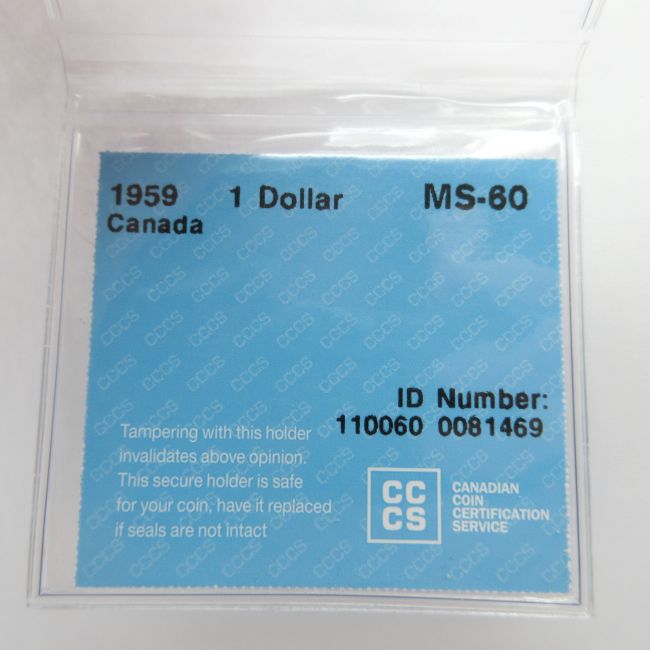 1959 1 Dollar MS-60
Canada
ID Number:
110060 0081469
Tampering with this holder
invalidates above opinion.
This secure holder is safe
for your coin, have it replaced
if seals are not intact
CC
CS
CANADIAN
COIN
CERTIFICATION
SERVICE